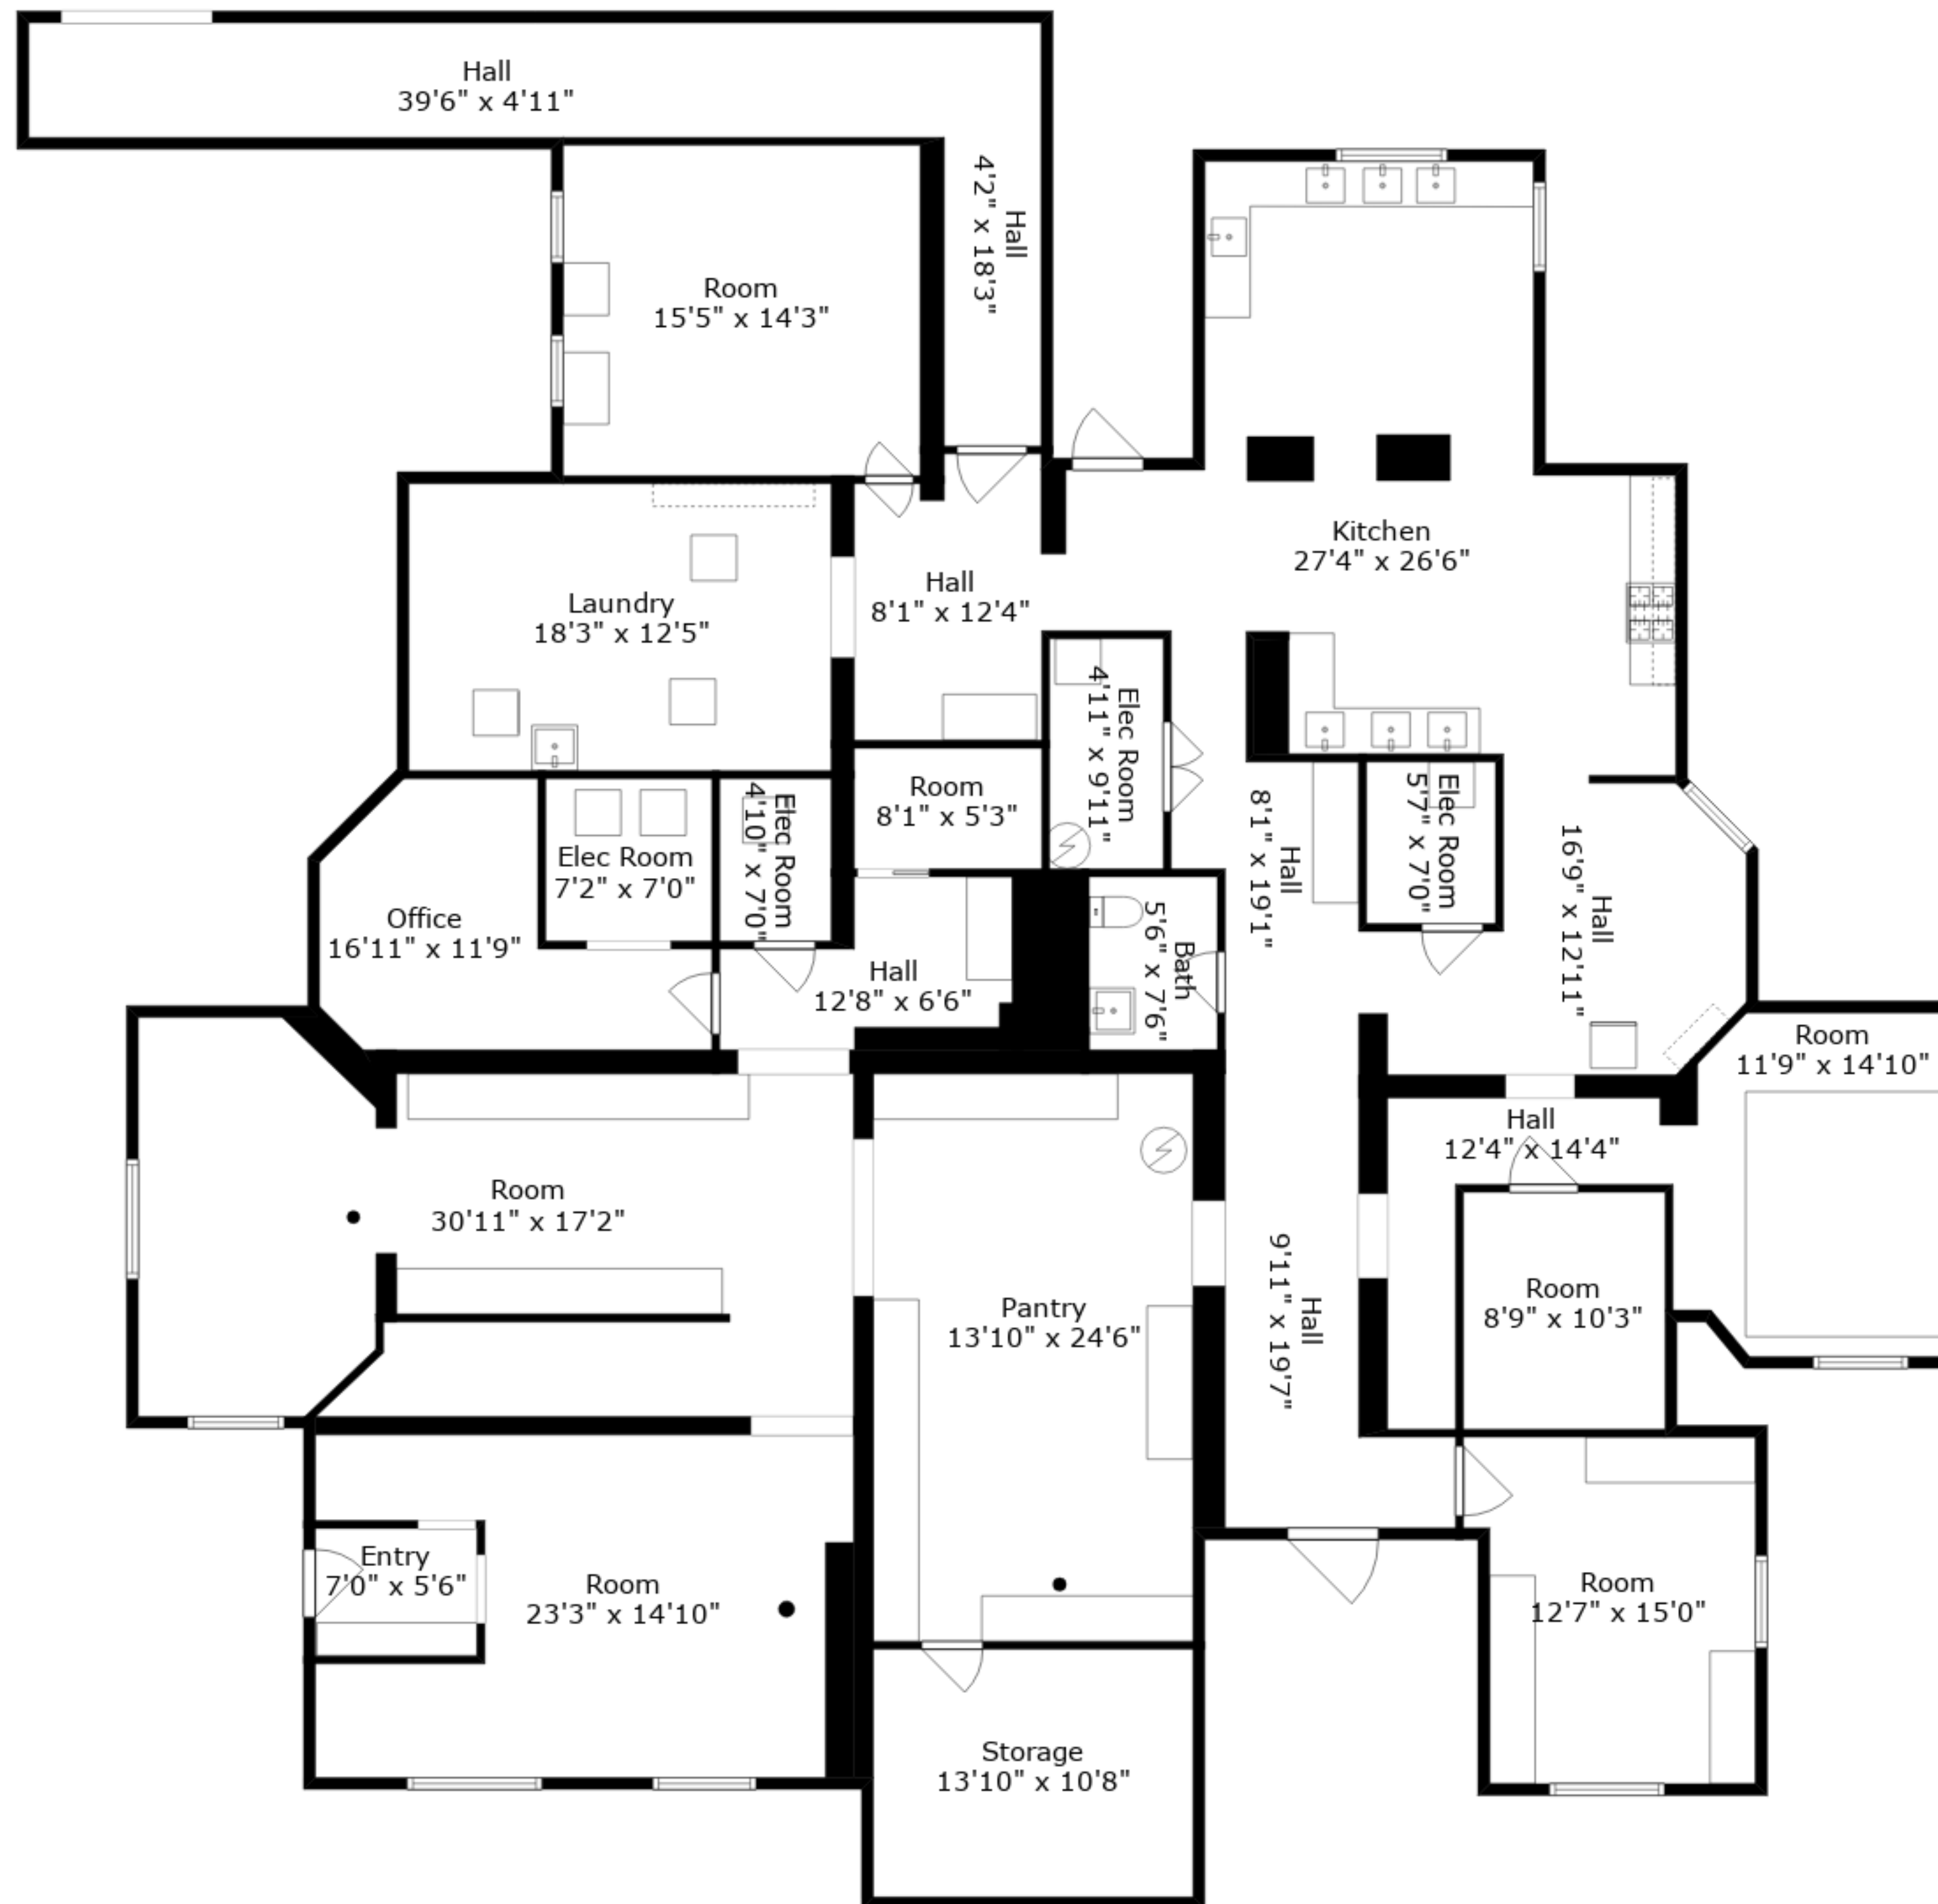 Hall
39'6" x 4'11"
Hall
4'2" x 18'3"
Room
15'5" x 14'3"
Kitchen
27'4" x 26'6"
Hall
8'1" x 12'4"
Laundry
18'3" x 12'5"
Elec Room
4'11" x 9'11"
Room
8'1" x 5'3"
Elec Room
7'2" x 7'0"
Elec Room
4'10" x 7'0"
Hall
8'1" x 19'1"
Elec Room
5'7" x 7'0"
Hall
16'9" x 12'11"
Office
16'11" x 11'9"
Hall
12'8" x 6'6"
Bath
5'6" x 7'6"
Room
11'9" x 14'10"
Hall
12'4" x 14'4"
Room
30'11" x 17'2"
Pantry
13'10" x 24'6"
Hall
9'11" x 19'7"
Room
8'9" x 10'3"
Entry
7'0" x 5'6"
Room
23'3" x 14'10"
Room
12'7" x 15'0"
Storage
13'10" x 10'8"